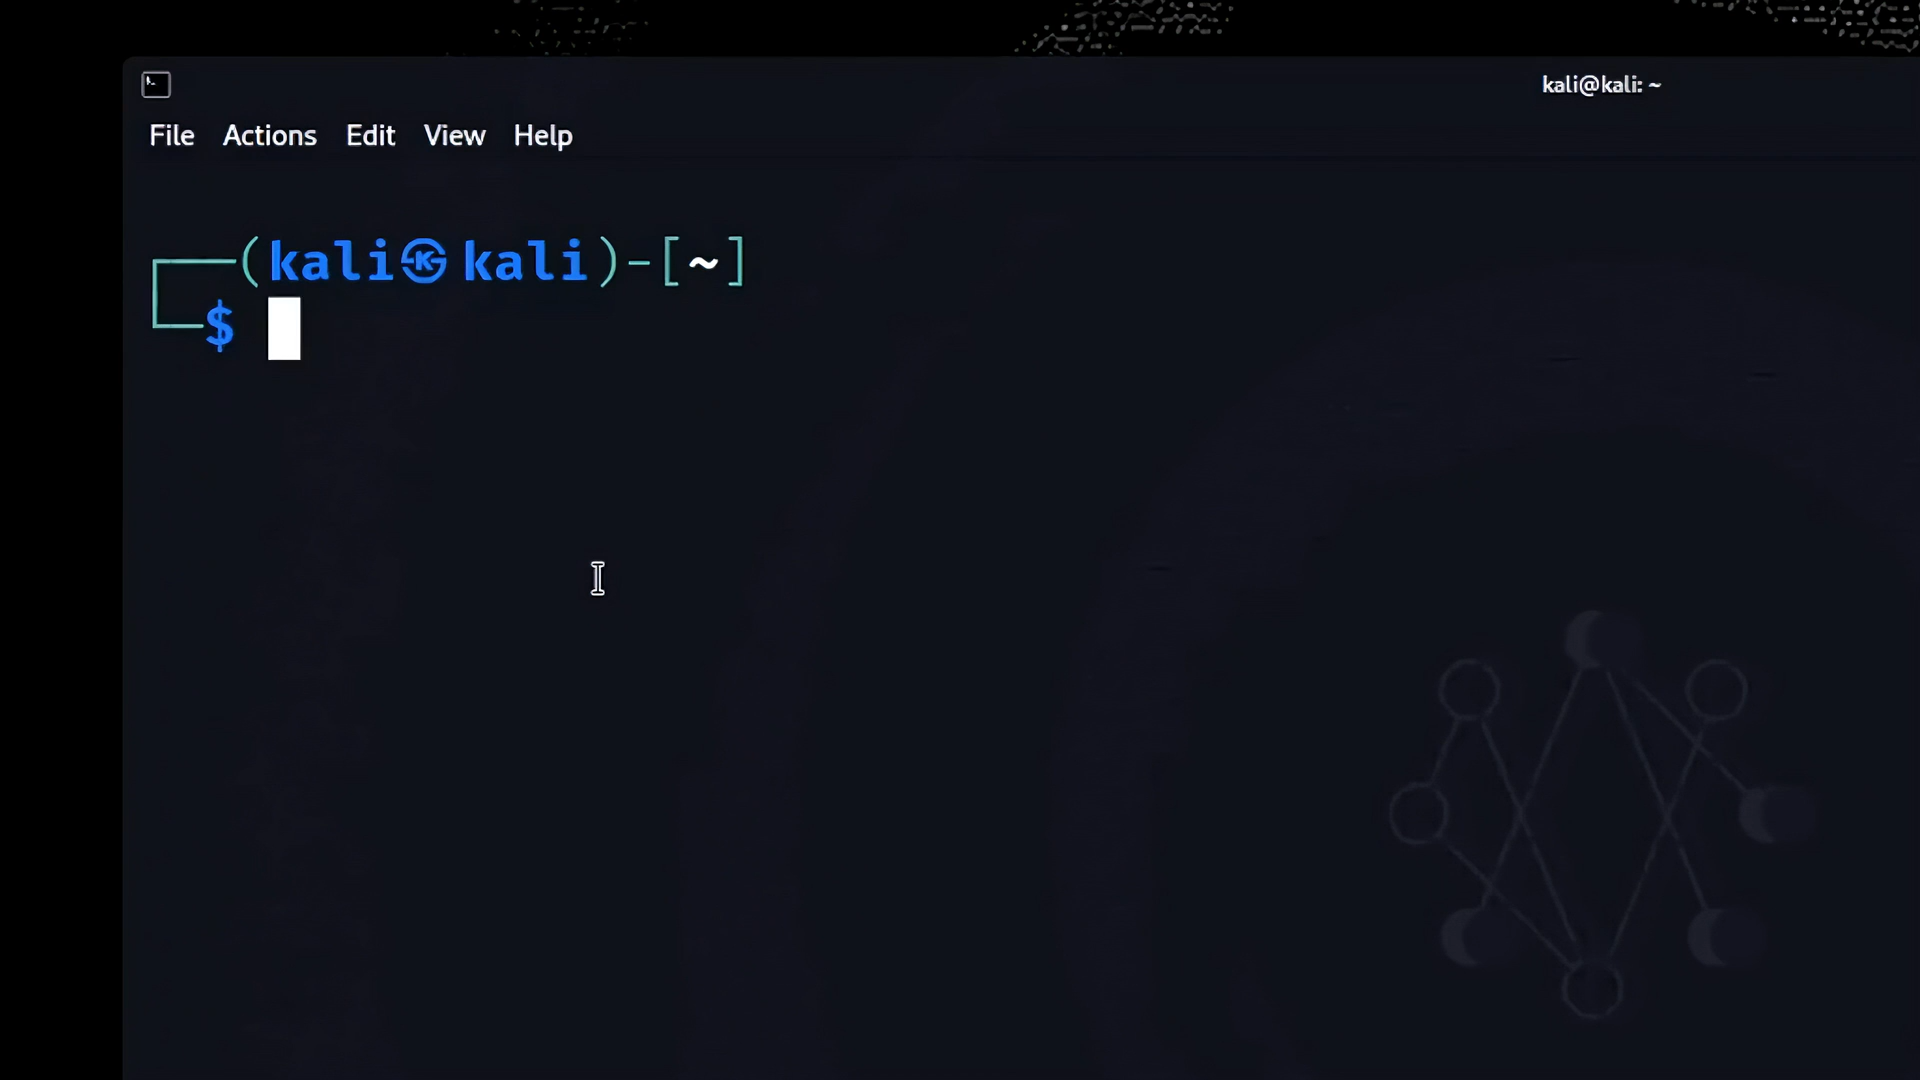 kali@kali: ~
File Actions Edit View Help
┌──(kali㉿kali)-[~]
└─$